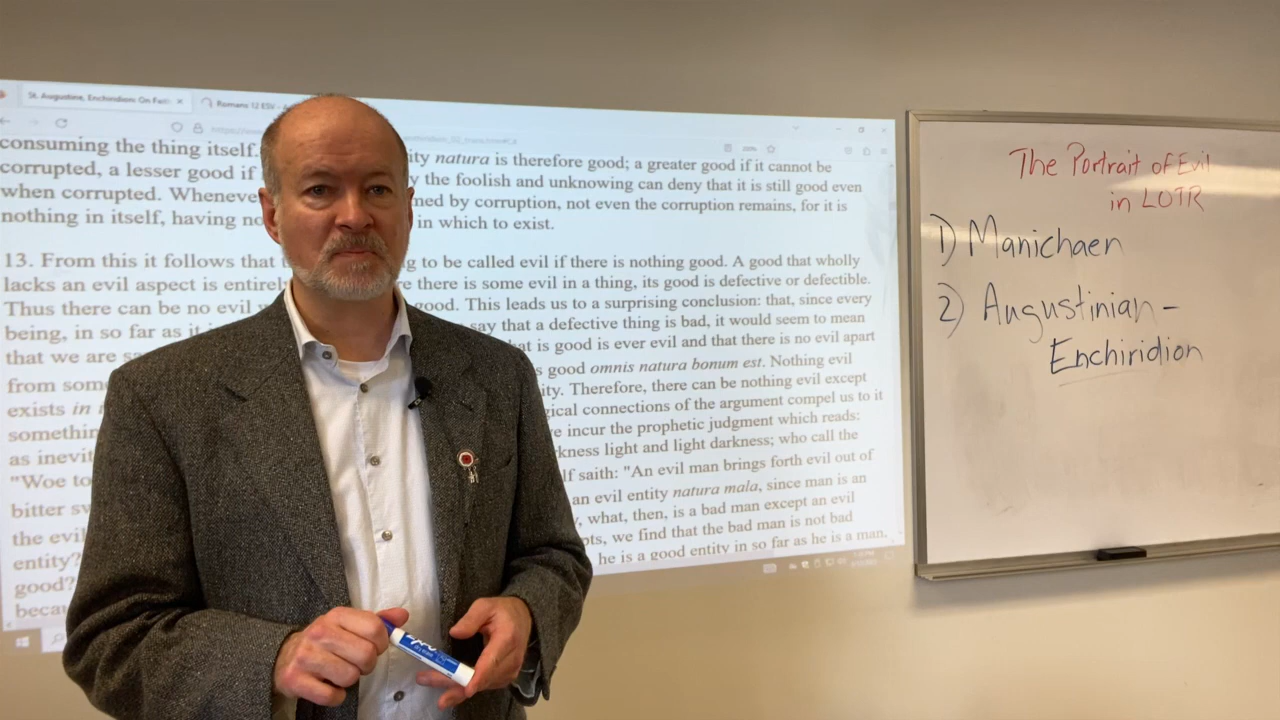 St. Augustine, Enchiridion: On Faith
Romans 12 ESV
consuming the thing itself. ity natura is therefore good; a greater good if it cannot be
corrupted, a lesser good if y the foolish and unknowing can deny that it is still good even
when corrupted. Wheneve med by corruption, not even the corruption remains, for it is
nothing in itself, having no in which to exist.
13. From this it follows that t g to be called evil if there is nothing good. A good that wholly
lacks an evil aspect is entirel e there is some evil in a thing, its good is defective or defectible.
Thus there can be no evil w good. This leads us to a surprising conclusion: that, since every
being, in so far as it i say that a defective thing is bad, it would seem to mean
that we are sa hat is good is ever evil and that there is no evil apart
from som s good omnis natura bonum est. Nothing evil
exists in ity. Therefore, there can be nothing evil except
somethin gical connections of the argument compel us to it
as inevit e incur the prophetic judgment which reads:
"Woe to rkness light and light darkness; who call the
bitter sw lf saith: "An evil man brings forth evil out of
the evil an evil entity natura mala, since man is an
entity? , what, then, is a bad man except an evil
good? pts, we find that the bad man is not bad
becau he is a good entity in so far as he is a man,
The Portrait of Evil
in LOTR
1) Manichaen
2) Augustinian -
Enchiridion
EXPO